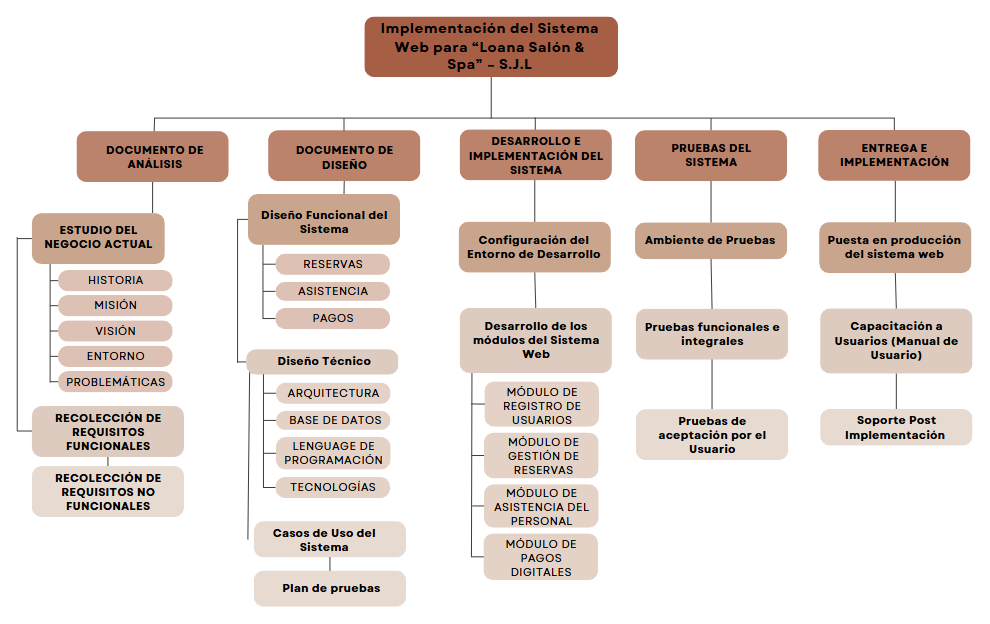 Implementación del Sistema
Web para “Loana Salón &
Spa” – S.J.L
DOCUMENTO DE
ANÁLISIS
ESTUDIO DEL
NEGOCIO ACTUAL
HISTORIA
MISIÓN
VISIÓN
ENTORNO
PROBLEMÁTICAS
RECOLECCIÓN DE
REQUISITOS
FUNCIONALES
RECOLECCIÓN DE
REQUISITOS NO
FUNCIONALES
DOCUMENTO DE
DISEÑO
Diseño Funcional del
Sistema
RESERVAS
ASISTENCIA
PAGOS
Diseño Técnico
ARQUITECTURA
BASE DE DATOS
LENGUAGE DE
PROGRAMACIÓN
TECNOLOGÍAS
Casos de Uso del
Sistema
Plan de pruebas
DESARROLLO E
IMPLEMENTACIÓN DEL
SISTEMA
Configuración del
Entorno de Desarrollo
Desarrollo de los
módulos del Sistema
Web
MÓDULO DE
REGISTRO DE
USUARIOS
MÓDULO DE
GESTIÓN DE
RESERVAS
MÓDULO DE
ASISTENCIA DEL
PERSONAL
MÓDULO DE
PAGOS
DIGITALES
PRUEBAS DEL
SISTEMA
Ambiente de Pruebas
Pruebas funcionales e
integrales
Pruebas de
aceptación por el
Usuario
ENTREGA E
IMPLEMENTACIÓN
Puesta en producción
del sistema web
Capacitación a
Usuarios (Manual de
Usuario)
Soporte Post
Implementación